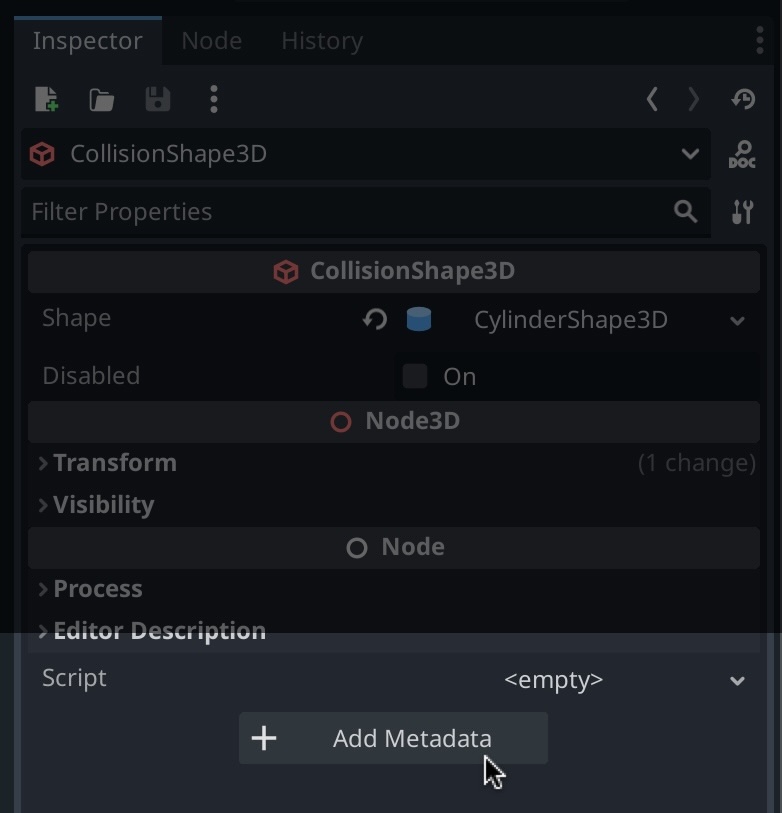 Inspector Node History
CollisionShape3D
DOC
Filter Properties
CollisionShape3D
Shape CylinderShape3D
Disabled On
Node3D
Transform (1 change)
Visibility
Node
Process
Editor Description
Script <empty>
Add Metadata